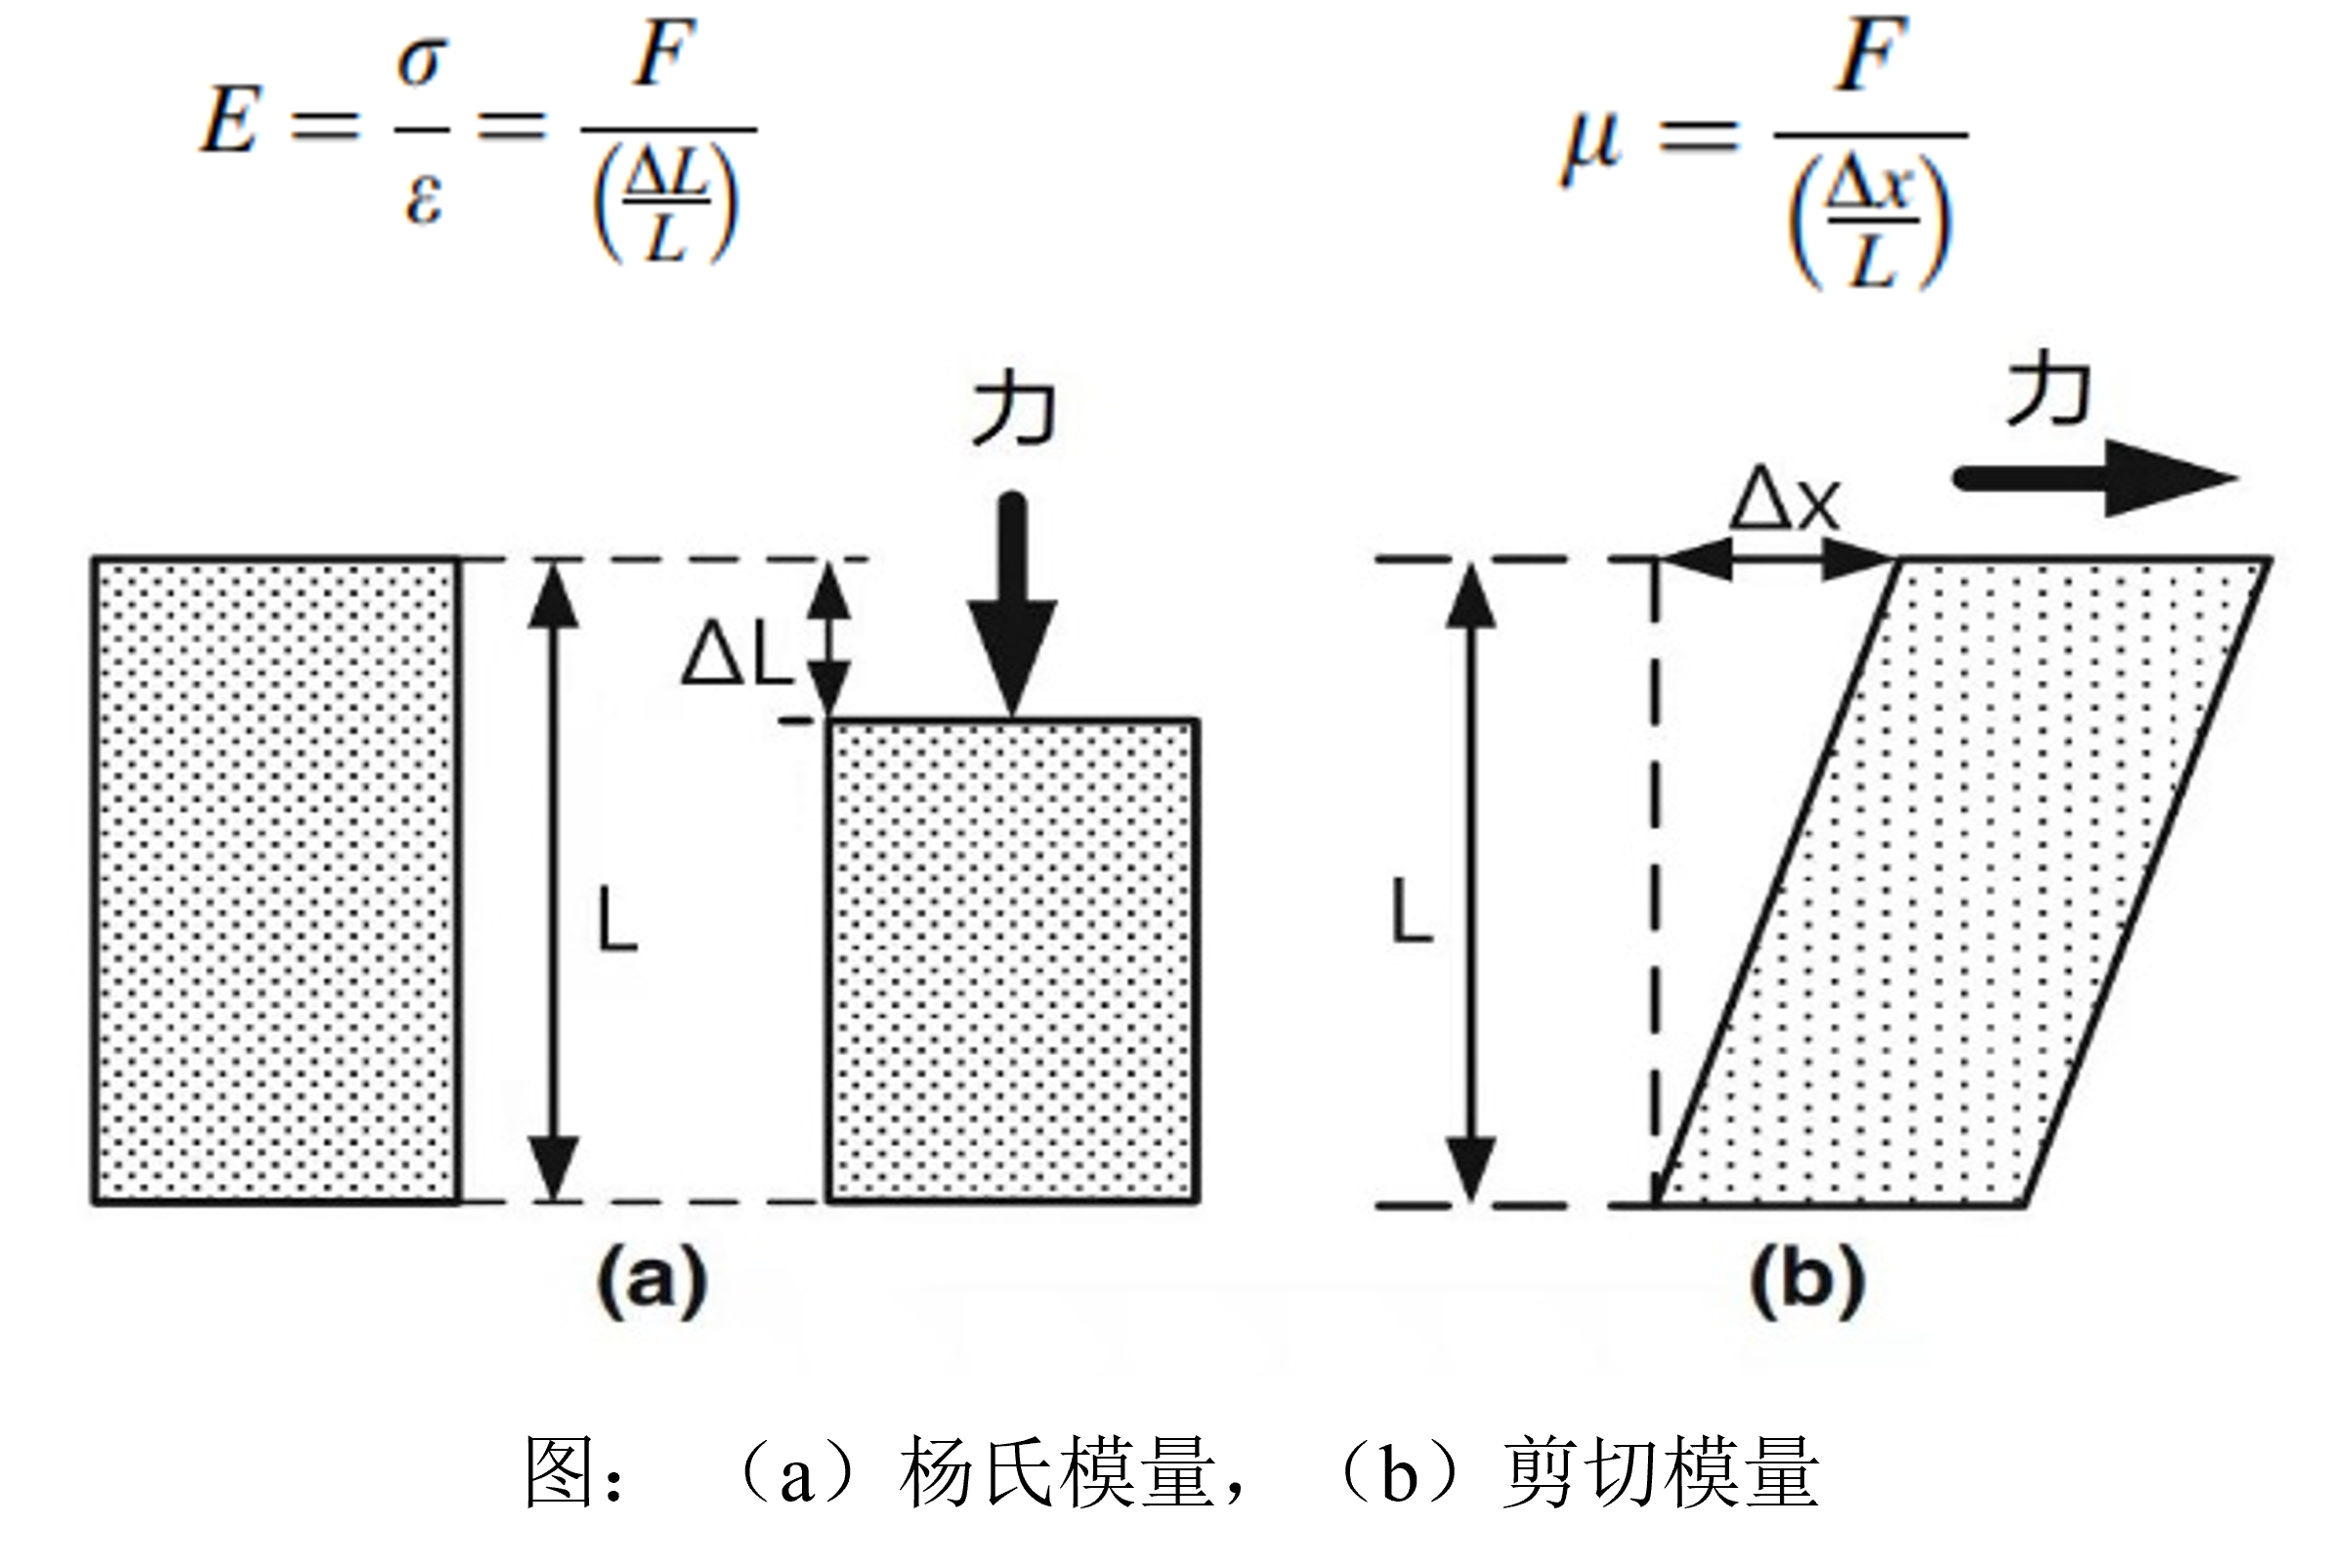 E = σ/ε = F/(ΔL/L)
μ = F/(Δx/L)
力
力
Δx
ΔL
L
L
(a)
(b)
图： （a）杨氏模量， （b）剪切模量